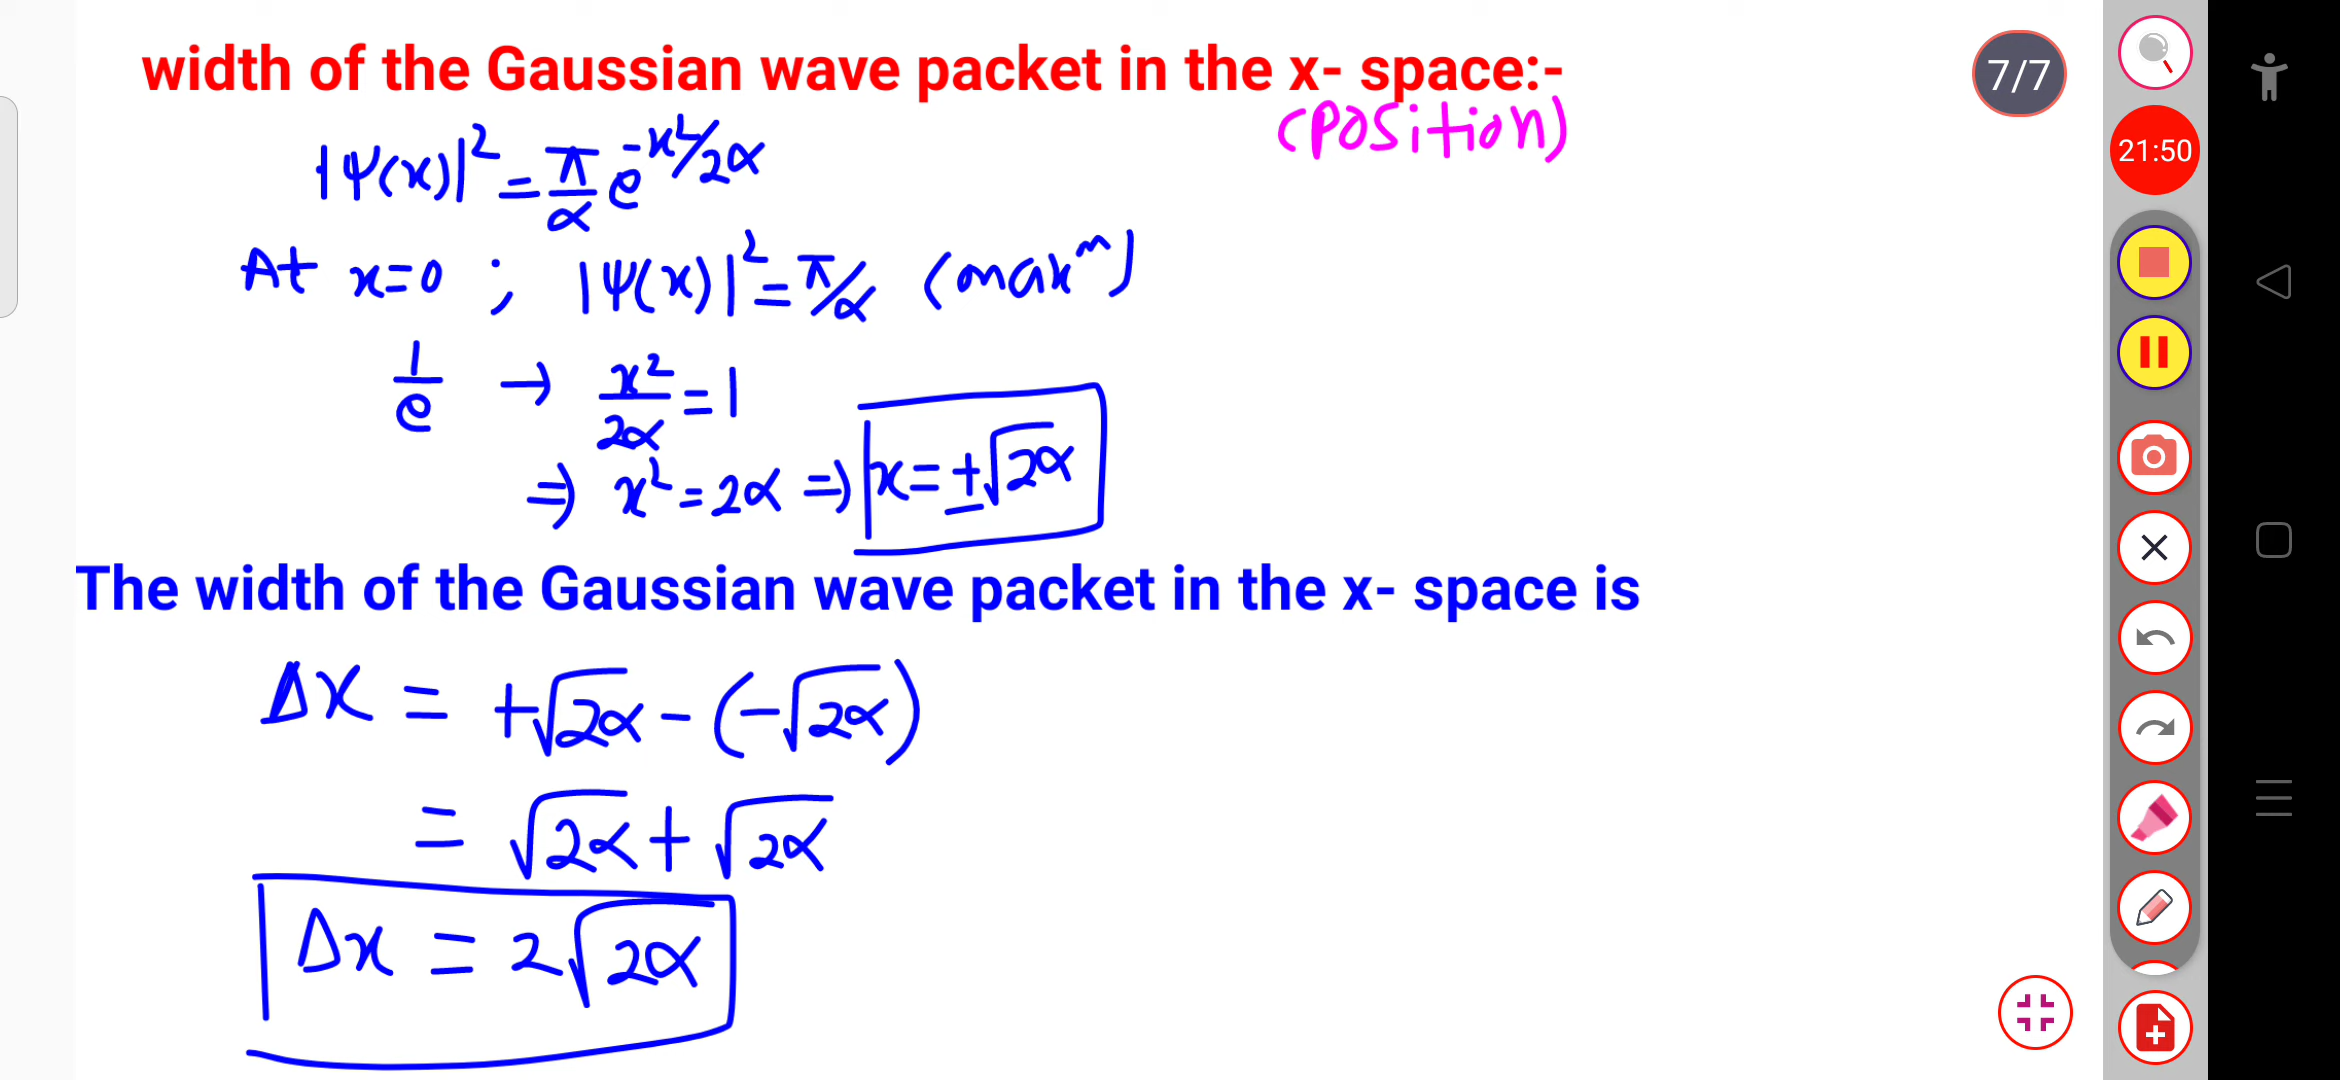 width of the Gaussian wave packet in the x- space:-
7/7
(Position)
21:50
|ψ(x)|² = π/α e^-x²/2α
At x=0 ; |ψ(x)|² = π/α (maxᵐ)
1/e → x²/2α = 1
⇒ x² = 2α ⇒ x = ±√2α
The width of the Gaussian wave packet in the x- space is
Δx = +√2α - (-√2α)
= √2α + √2α
Δx = 2√2α